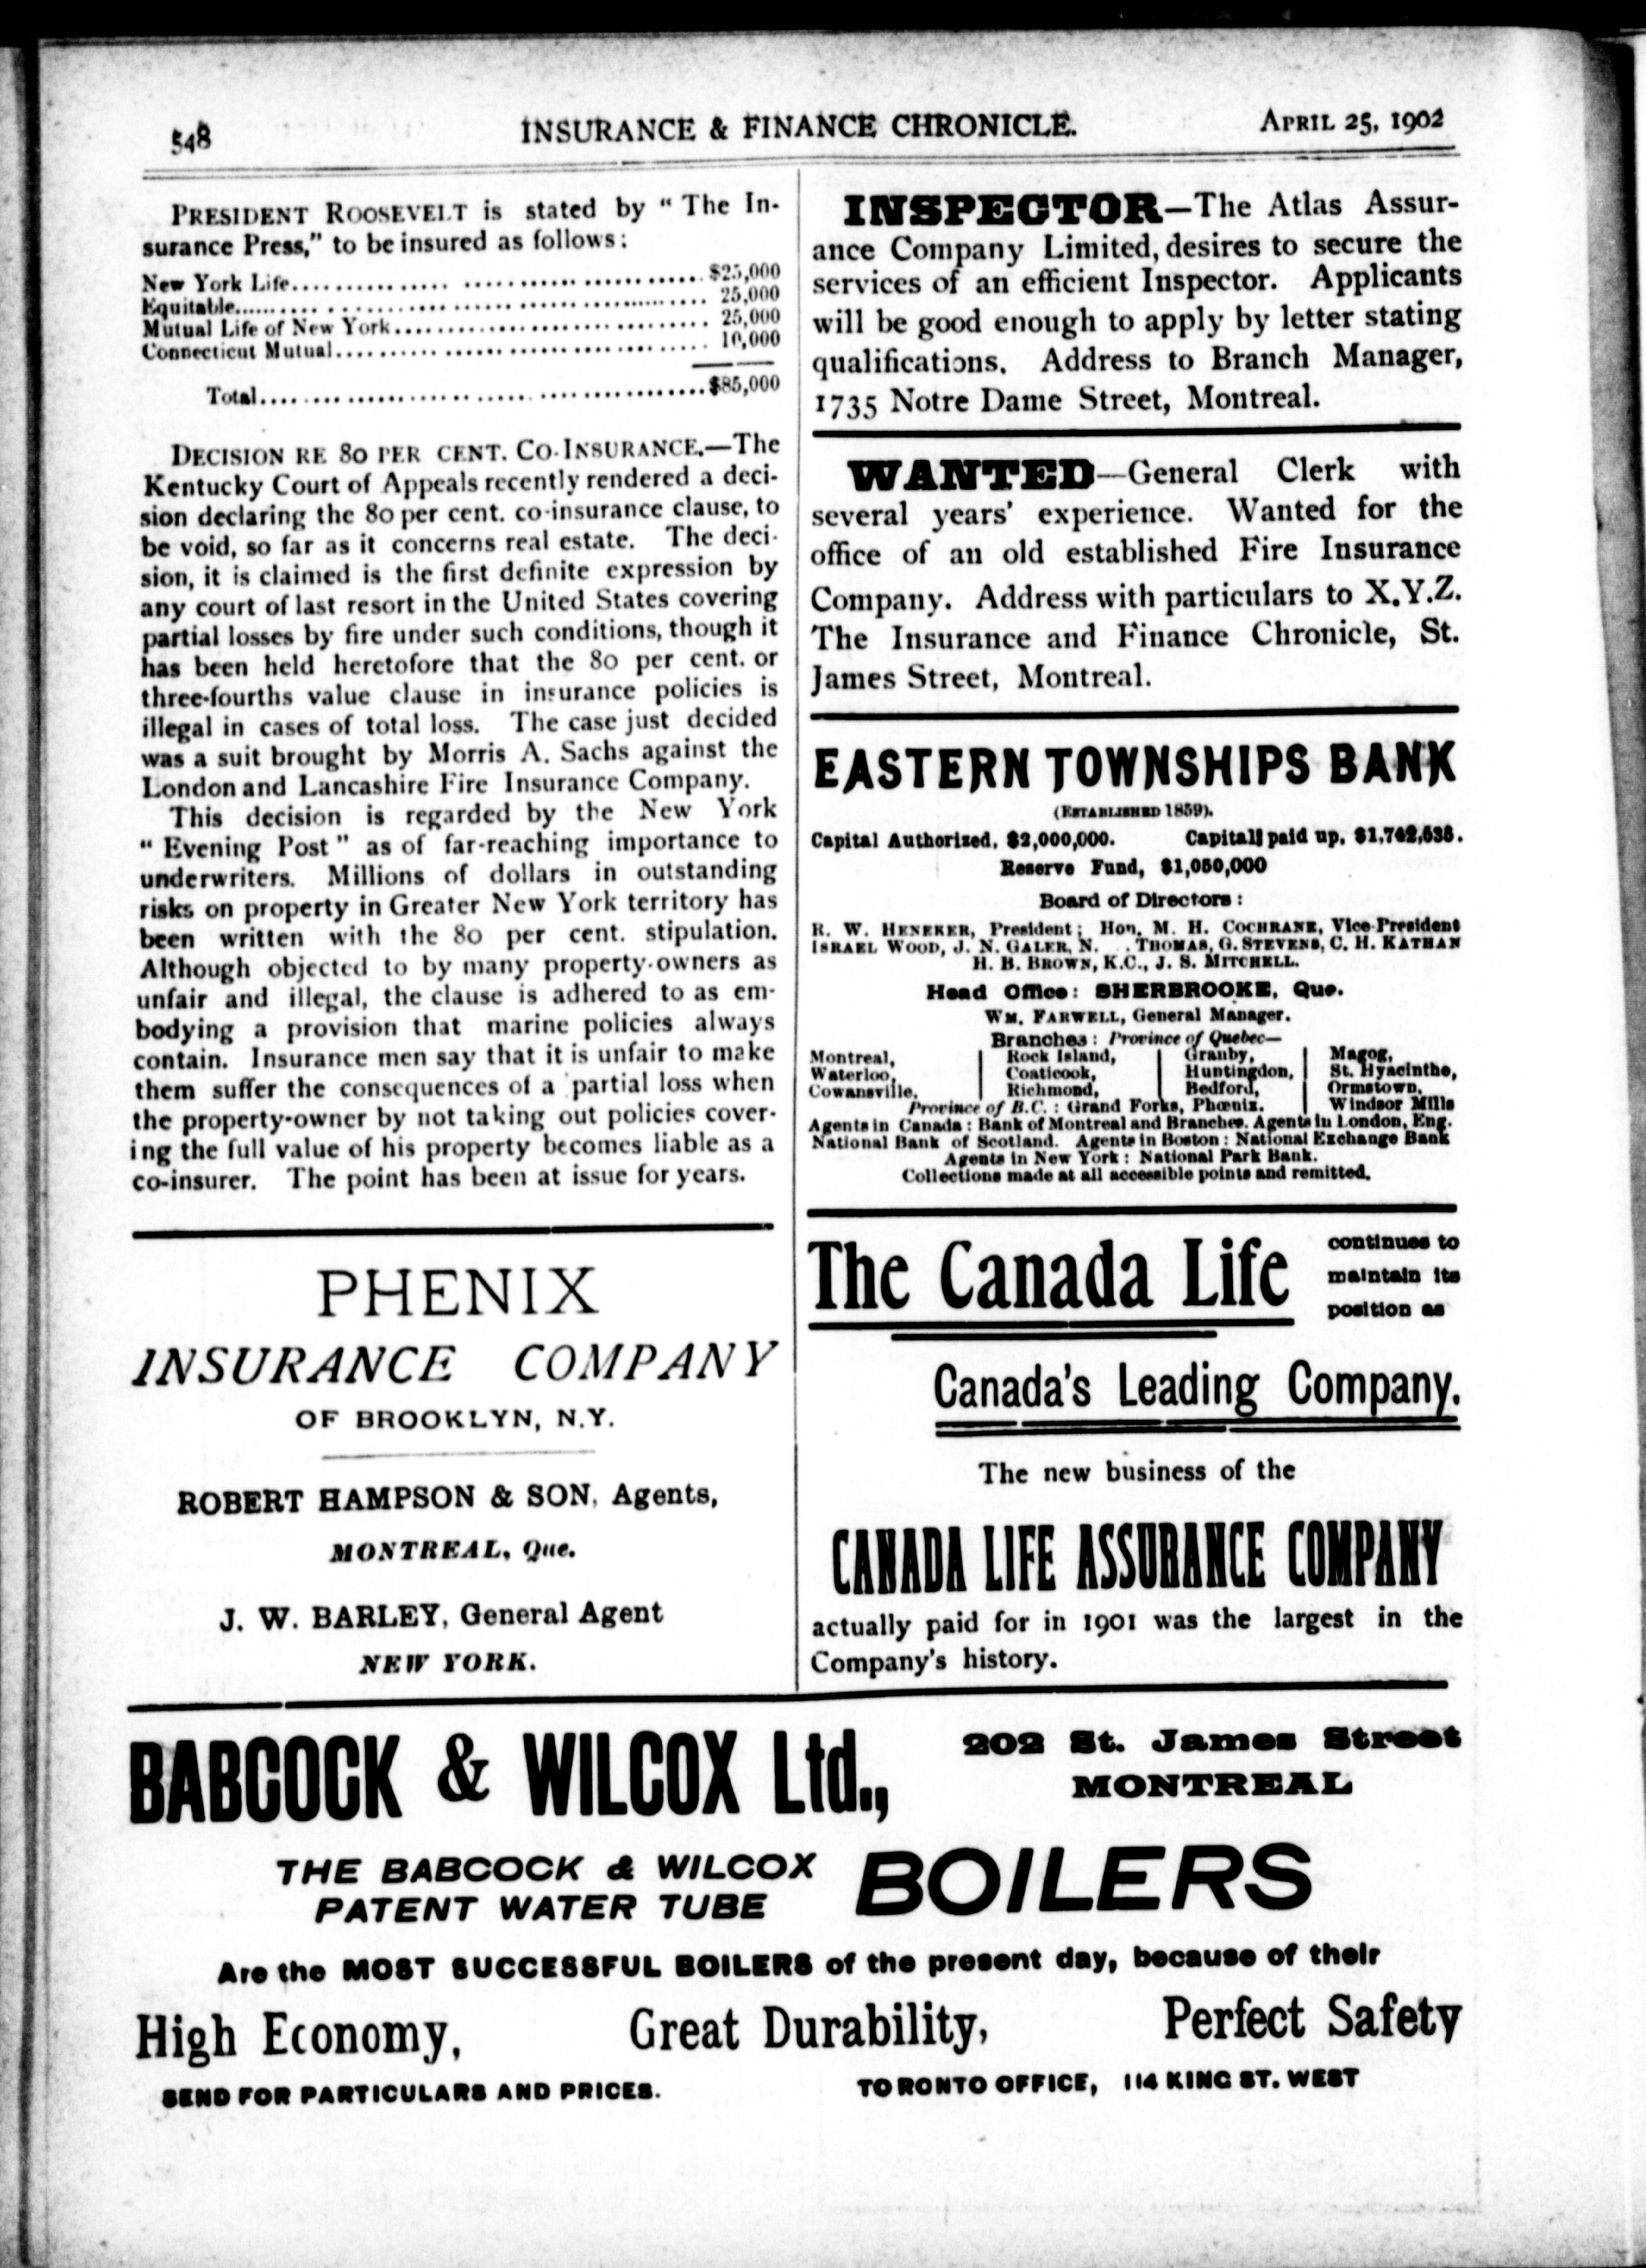 548
INSURANCE & FINANCE CHRONICLE.
APRIL 25, 1902
PRESIDENT ROOSEVELT is stated by “ The In-
surance Press,” to be insured as follows:
New York Life.................................................. $25,000
Equitable.................................................. 25,000
Mutual Life of New York.................................. 25,000
Connecticut Mutual.......................................... 10,000
Total..................................................$85,000
DECISION RE 80 PER CENT. CO-INSURANCE.—The
Kentucky Court of Appeals recently rendered a deci-
sion declaring the 80 per cent. co-insurance clause, to
be void, so far as it concerns real estate. The deci-
sion, it is claimed is the first definite expression by
any court of last resort in the United States covering
partial losses by fire under such conditions, though it
has been held heretofore that the 80 per cent. or
three-fourths value clause in insurance policies is
illegal in cases of total loss. The case just decided
was a suit brought by Morris A. Sachs against the
London and Lancashire Fire Insurance Company.
This decision is regarded by the New York
“ Evening Post ” as of far-reaching importance to
underwriters. Millions of dollars in outstanding
risks on property in Greater New York territory has
been written with the 80 per cent. stipulation.
Although objected to by many property-owners as
unfair and illegal, the clause is adhered to as em-
bodying a provision that marine policies always
contain. Insurance men say that it is unfair to make
them suffer the consequences of a partial loss when
the property-owner by not taking out policies cover-
ing the full value of his property becomes liable as a
co-insurer. The point has been at issue for years.
PHENIX
INSURANCE COMPANY
OF BROOKLYN, N.Y.
ROBERT HAMPSON & SON, Agents,
MONTREAL, Que.
J. W. BARLEY, General Agent
NEW YORK.
INSPECTOR—The Atlas Assur-
ance Company Limited, desires to secure the
services of an efficient Inspector. Applicants
will be good enough to apply by letter stating
qualifications. Address to Branch Manager,
1735 Notre Dame Street, Montreal.
WANTED—General Clerk with
several years' experience. Wanted for the
office of an old established Fire Insurance
Company. Address with particulars to X.Y.Z.
The Insurance and Finance Chronicle, St.
James Street, Montreal.
EASTERN TOWNSHIPS BANK
(ESTABLISHED 1859).
Capital Authorized, $2,000,000. Capitall paid up, $1,742,535.
Reserve Fund, $1,050,000
Board of Directors :
R. W. HENEKER, President; Hon. M. H. COCHRANE, Vice-President
ISRAEL WOOD, J. N. GALER, N. . THOMAS, G. STEVENS, C. H. KATHAN
H. B. BROWN, K.C., J. S. MITCHELL.
Head Office: SHERBROOKE, Que.
WM. FARWELL, General Manager.
Branches : Province of Quebec—
Montreal, Rock Island, Granby, Magog,
Waterloo, Coaticook, Huntingdon, St. Hyacinthe,
Cowansville, Richmond, Bedford, Ormstown,
Province of B.C. : Grand Forks, Phœnix. Windsor Mills
Agents in Canada : Bank of Montreal and Branches. Agents in London, Eng.
National Bank of Scotland. Agents in Boston : National Exchange Bank
Agents in New York : National Park Bank.
Collections made at all accessible points and remitted.
The Canada Life
continues to
maintain its
position as
Canada's Leading Company.
The new business of the
CANADA LIFE ASSURANCE COMPANY
actually paid for in 1901 was the largest in the
Company's history.
BABCOCK & WILCOX Ltd.,
202 St. James Street
MONTREAL
THE BABCOCK & WILCOX
PATENT WATER TUBE
BOILERS
Are the MOST SUCCESSFUL BOILERS of the present day, because of their
High Economy, Great Durability, Perfect Safety
SEND FOR PARTICULARS AND PRICES. TORONTO OFFICE, 114 KING ST. WEST